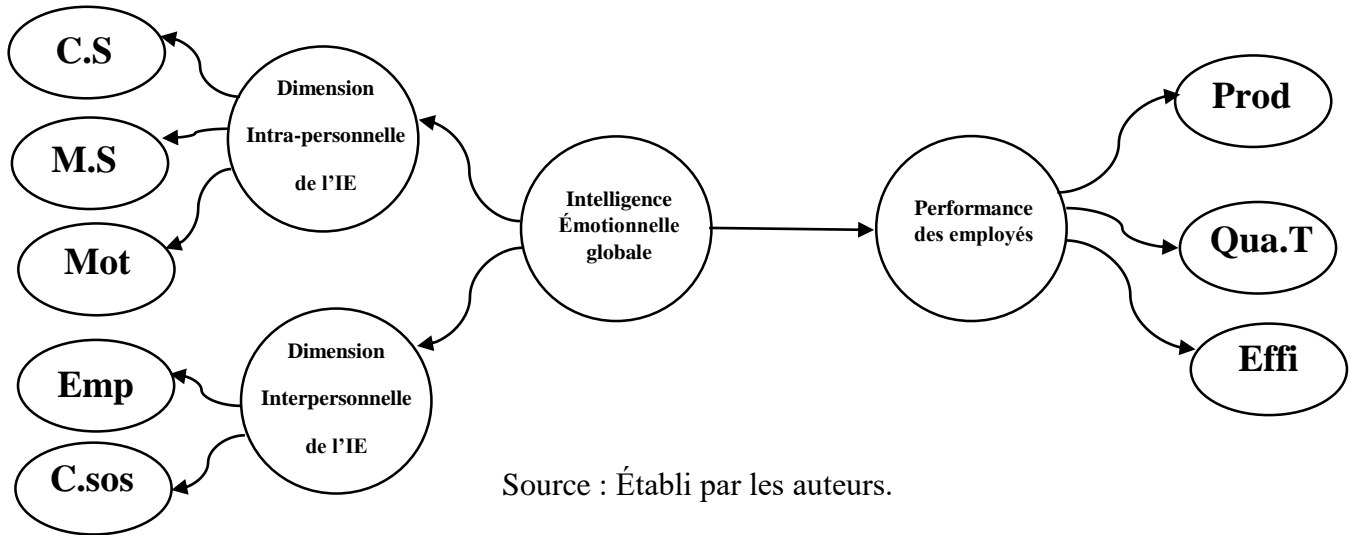 C.S
M.S
Mot
Dimension
Intra-personnelle
de l’IE
Emp
C.sos
Dimension
Interpersonnelle
de l’IE
Intelligence
Émotionnelle
globale
Performance
des employés
Prod
Qua.T
Effi
Source : Établi par les auteurs.